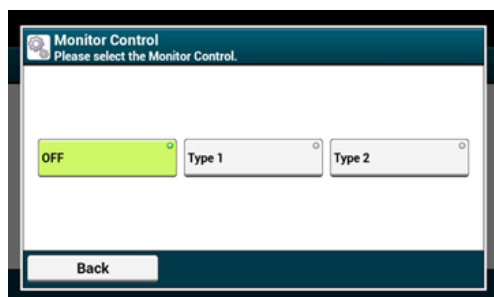 Monitor Control
Please select the Monitor Control.
OFF
Type 1
Type 2
Back